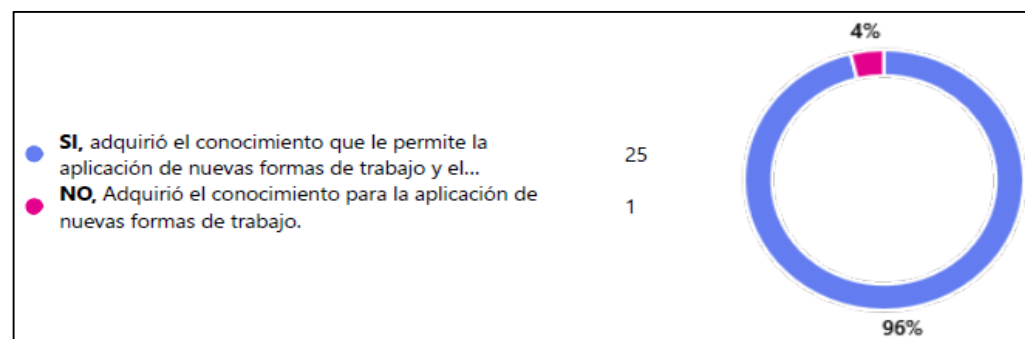 4%
SI, adquirió el conocimiento que le permite la
aplicación de nuevas formas de trabajo y el...
25
NO, Adquirió el conocimiento para la aplicación de
nuevas formas de trabajo.
1
96%